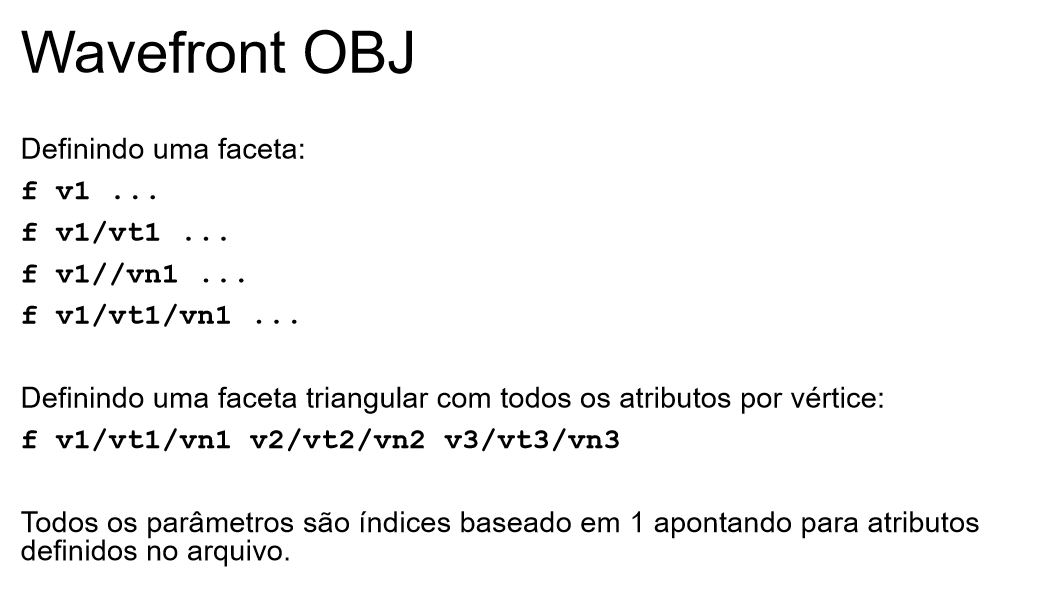 Wavefront OBJ
Definindo uma faceta:
f v1 ...
f v1/vt1 ...
f v1//vn1 ...
f v1/vt1/vn1 ...
Definindo uma faceta triangular com todos os atributos por vértice:
f v1/vt1/vn1 v2/vt2/vn2 v3/vt3/vn3
Todos os parâmetros são índices baseado em 1 apontando para atributos
definidos no arquivo.